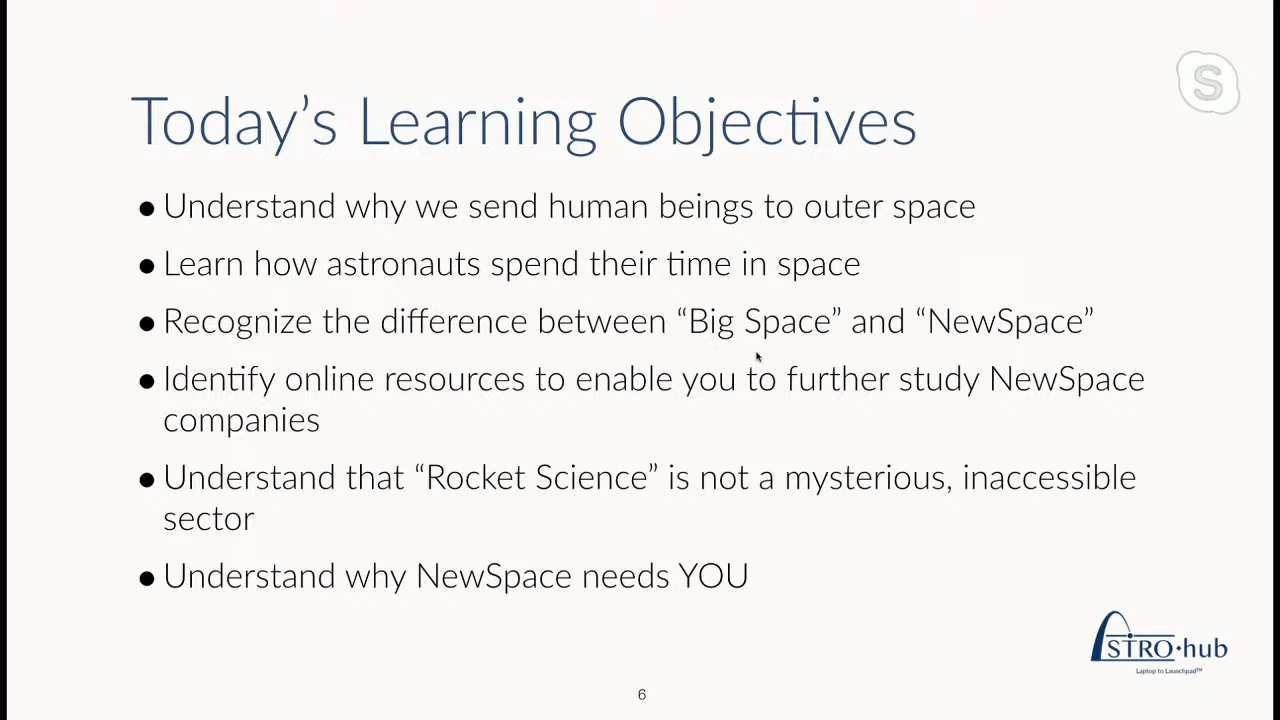 S
Today’s Learning Objectives
● Understand why we send human beings to outer space
● Learn how astronauts spend their time in space
● Recognize the difference between “Big Space” and “NewSpace”
● Identify online resources to enable you to further study NewSpace
companies
● Understand that “Rocket Science” is not a mysterious, inaccessible
sector
● Understand why NewSpace needs YOU
ASTRO·hub
Laptop to Launchpad™
6